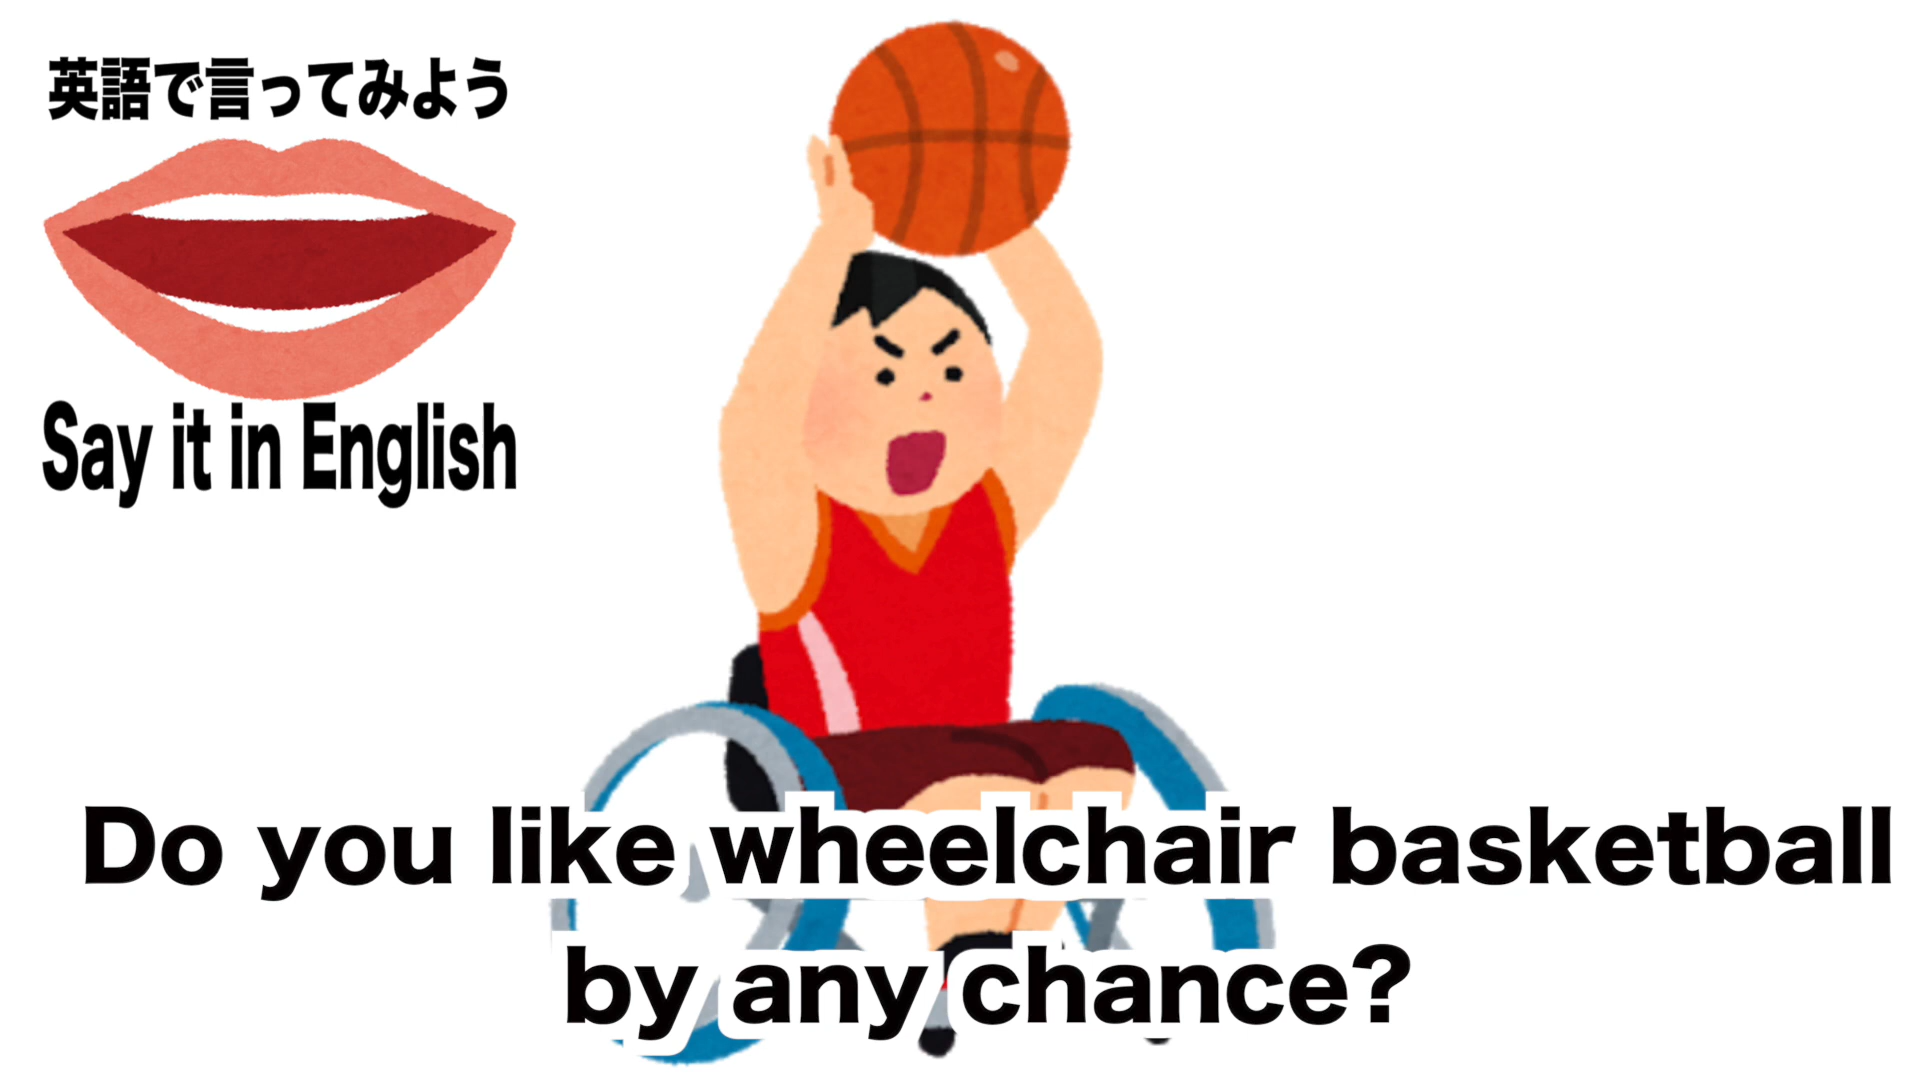 英語で言ってみよう
Say it in English
Do you like wheelchair basketball
by any chance?